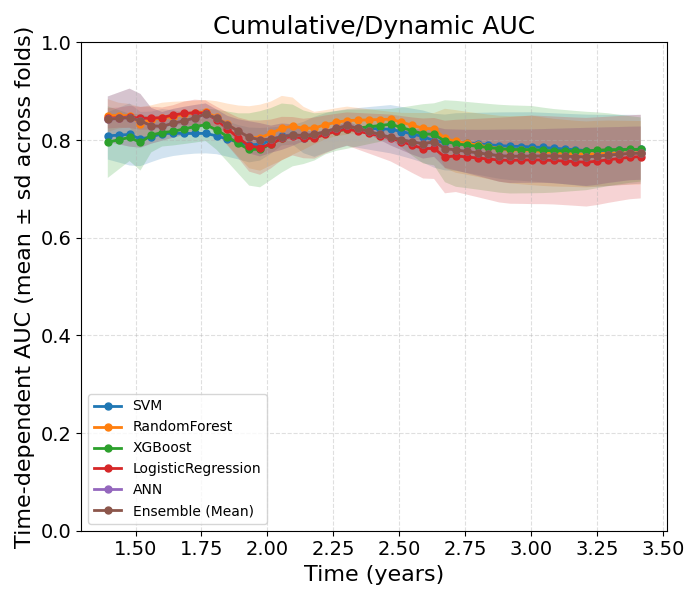 Cumulative/Dynamic AUC
Time-dependent AUC (mean ± sd across folds)
1.0
0.8
0.6
0.4
0.2
0.0
SVM
RandomForest
XGBoost
LogisticRegression
ANN
Ensemble (Mean)
1.50 1.75 2.00 2.25 2.50 2.75 3.00 3.25 3.50
Time (years)